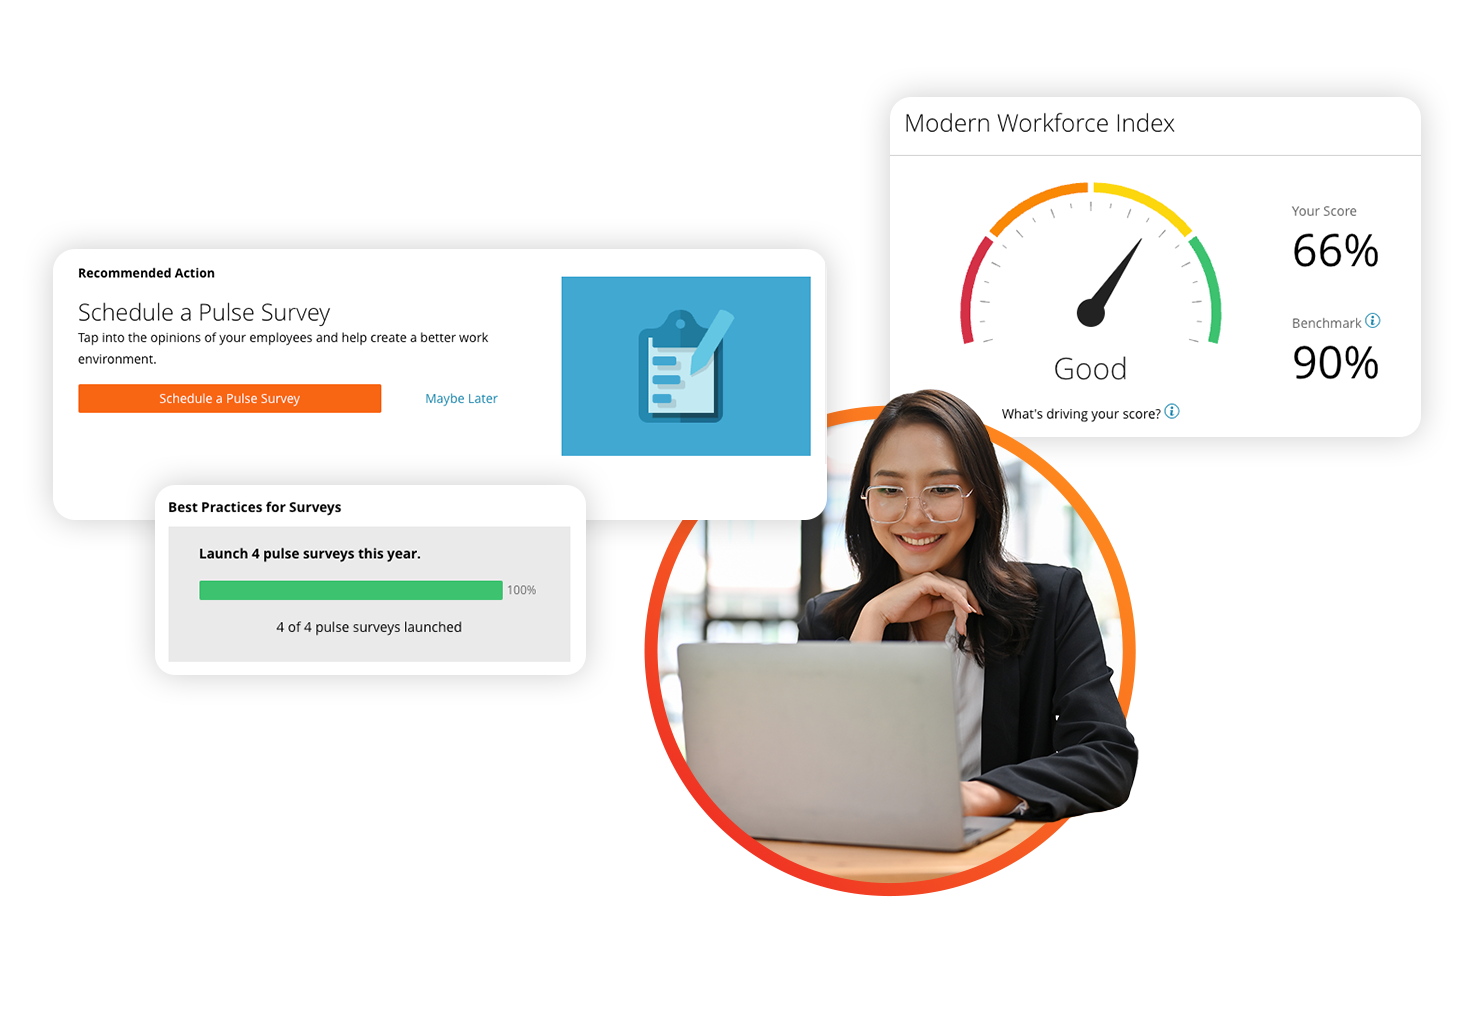 Modern Workforce Index
Your Score
66%
Benchmark
90%
Good
What's driving your score?
Recommended Action
Schedule a Pulse Survey
Tap into the opinions of your employees and help create a better work
environment.
Schedule a Pulse Survey
Maybe Later
Best Practices for Surveys
Launch 4 pulse surveys this year.
100%
4 of 4 pulse surveys launched